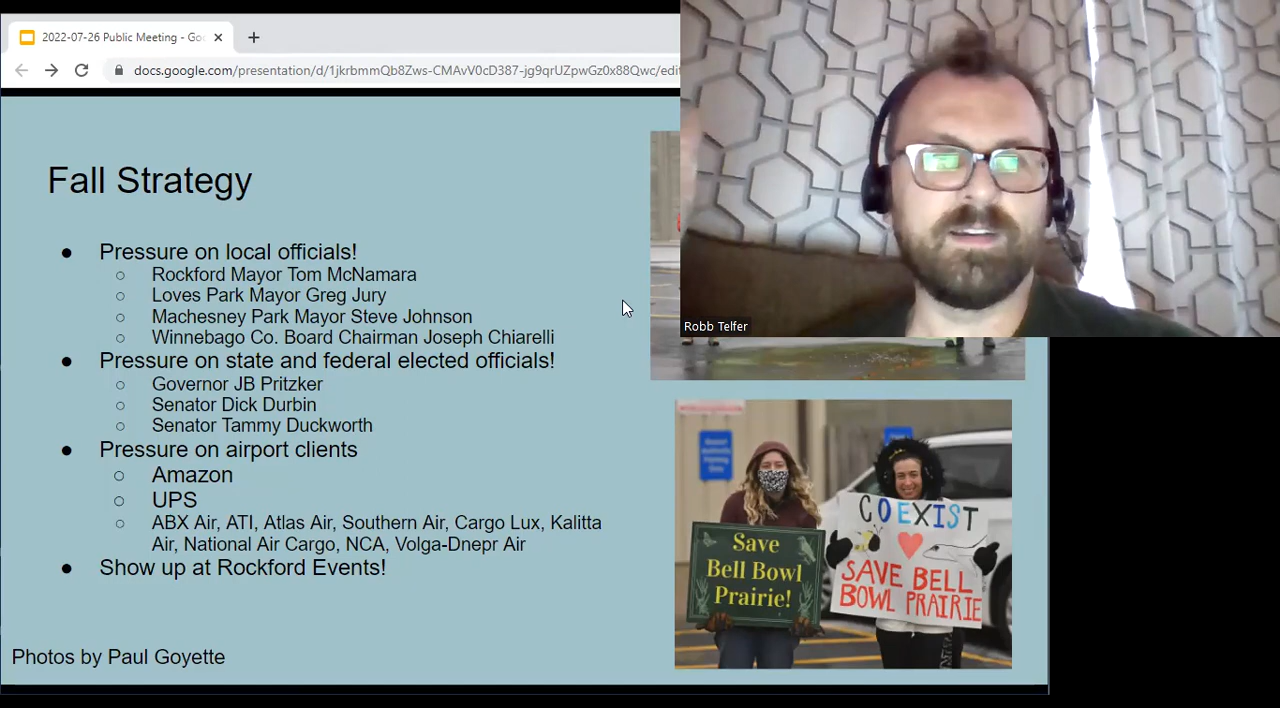 2022-07-26 Public Meeting - Go
docs.google.com/presentation/d/1jkrbmmQb8Zws-CMAvV0cD387-jg9qrUZpwGz0x88Qwc/edi
Fall Strategy
● Pressure on local officials!
○ Rockford Mayor Tom McNamara
○ Loves Park Mayor Greg Jury
○ Machesney Park Mayor Steve Johnson
○ Winnebago Co. Board Chairman Joseph Chiarelli
● Pressure on state and federal elected officials!
○ Governor JB Pritzker
○ Senator Dick Durbin
○ Senator Tammy Duckworth
● Pressure on airport clients
○ Amazon
○ UPS
○ ABX Air, ATI, Atlas Air, Southern Air, Cargo Lux, Kalitta
Air, National Air Cargo, NCA, Volga-Dnepr Air
● Show up at Rockford Events!
Photos by Paul Goyette
Robb Telfer
Save
Bell Bowl
Prairie!
COEXIST
SAVE BELL
BOWL PRAIRIE